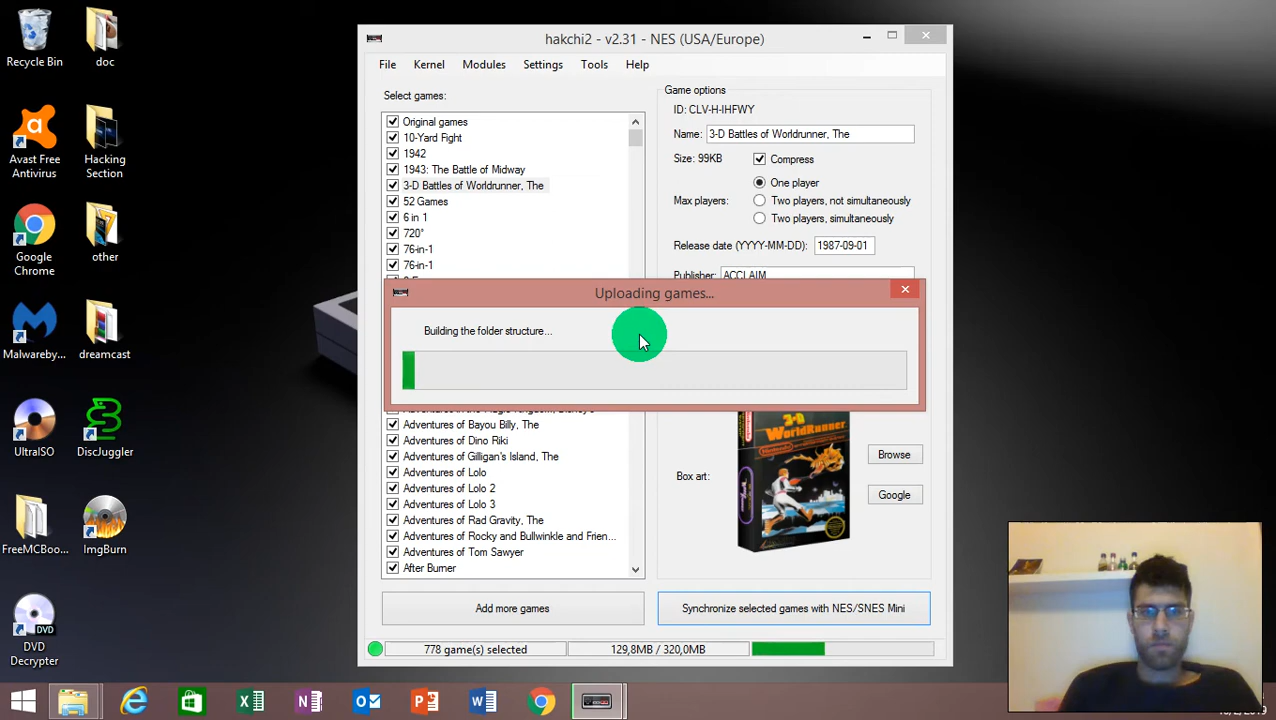 Recycle Bin
doc
Avast Free
Antivirus
Hacking
Section
Google
Chrome
other
Malwareby...
dreamcast
UltraISO
DiscJuggler
FreeMCBoo...
ImgBurn
DVD
DVD
Decrypter
hakchi2 - v2.31 - NES (USA/Europe)
File Kernel Modules Settings Tools Help
Select games:
Original games
10-Yard Fight
1942
1943: The Battle of Midway
3-D Battles of Worldrunner, The
52 Games
6 in 1
720°
76-in-1
76-in-1
Game options
ID: CLV-H-IHFWY
Name: 3-D Battles of Worldrunner, The
Size: 99KB Compress
One player
Max players: Two players, not simultaneously
Two players, simultaneously
Release date (YYYY-MM-DD): 1987-09-01
Publisher: ACCLAIM
Uploading games...
Building the folder structure...
Adventures of Bayou Billy, The
Adventures of Dino Riki
Adventures of Gilligan's Island, The
Adventures of Lolo
Adventures of Lolo 2
Adventures of Lolo 3
Adventures of Rad Gravity, The
Adventures of Rocky and Bullwinkle and Frien...
Adventures of Tom Sawyer
After Burner
Box art:
3-D
WORLDRUNNER
Browse
Google
Add more games
Synchronize selected games with NES/SNES Mini
778 game(s) selected
129,8MB / 320,0MB